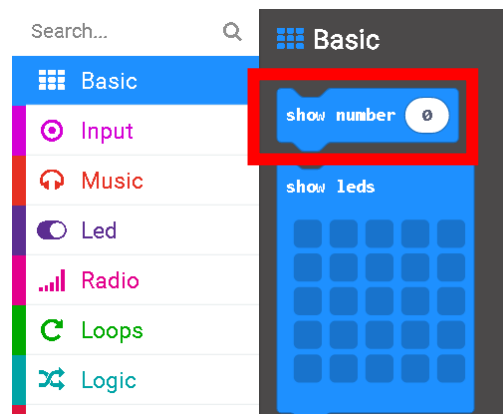 Search...
Basic
Input
Music
Led
Radio
Loops
Logic
Basic
show number 0
show leds